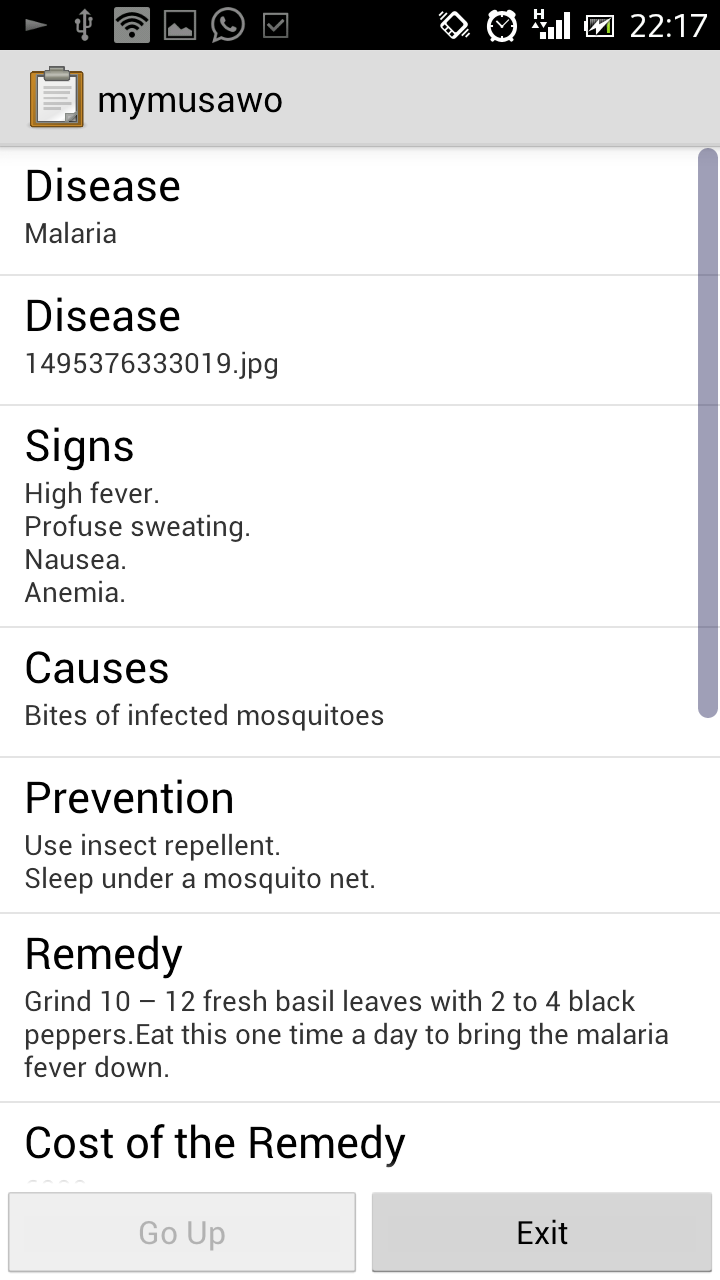 H
22:17
mymusawo
Disease
Malaria
Disease
1495376333019.jpg
Signs
High fever.
Profuse sweating.
Nausea.
Anemia.
Causes
Bites of infected mosquitoes
Prevention
Use insect repellent.
Sleep under a mosquito net.
Remedy
Grind 10 – 12 fresh basil leaves with 2 to 4 black
peppers.Eat this one time a day to bring the malaria
fever down.
Cost of the Remedy
Go Up
Exit